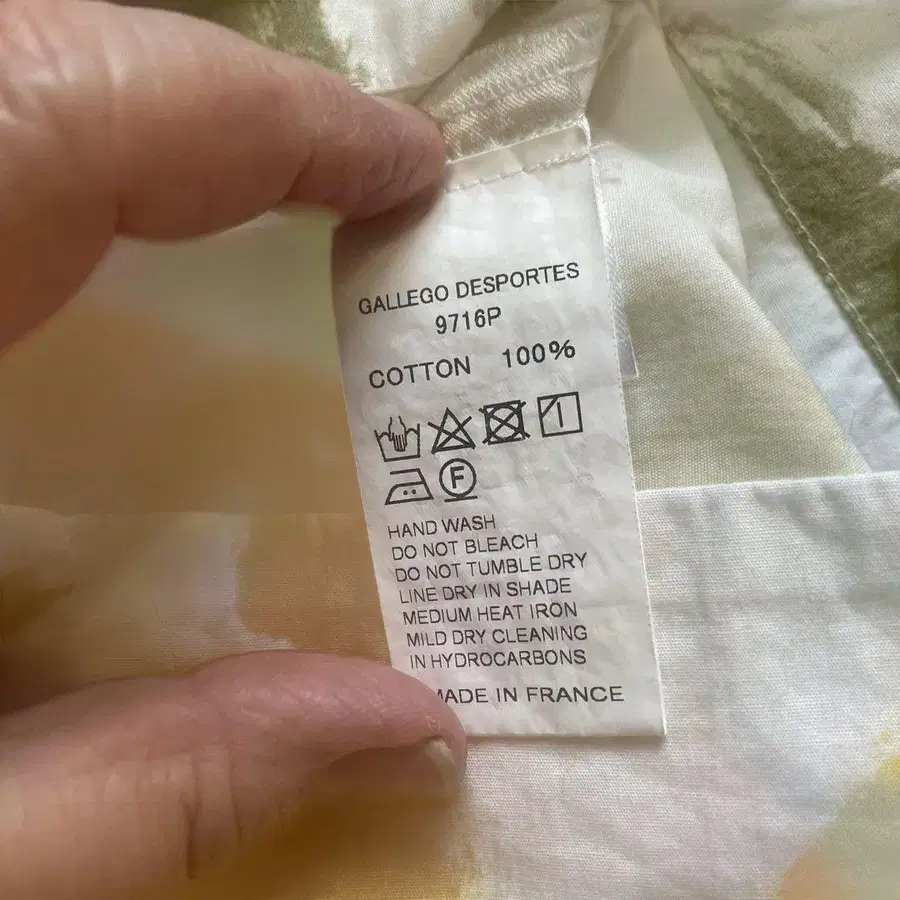 GALLEGO DESPORTES
9716P
COTTON 100%
F
HAND WASH
DO NOT BLEACH
DO NOT TUMBLE DRY
LINE DRY IN SHADE
MEDIUM HEAT IRON
MILD DRY CLEANING
IN HYDROCARBONS
MADE IN FRANCE